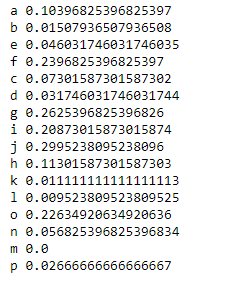 a 0.10396825396825397
b 0.01507936507936508
e 0.046031746031746035
f 0.2396825396825397
c 0.07301587301587302
d 0.031746031746031744
g 0.2625396825396826
i 0.20873015873015874
j 0.2995238095238096
h 0.11301587301587303
k 0.011111111111111113
l 0.009523809523809525
o 0.22634920634920636
n 0.056825396825396834
m 0.0
p 0.02666666666666667